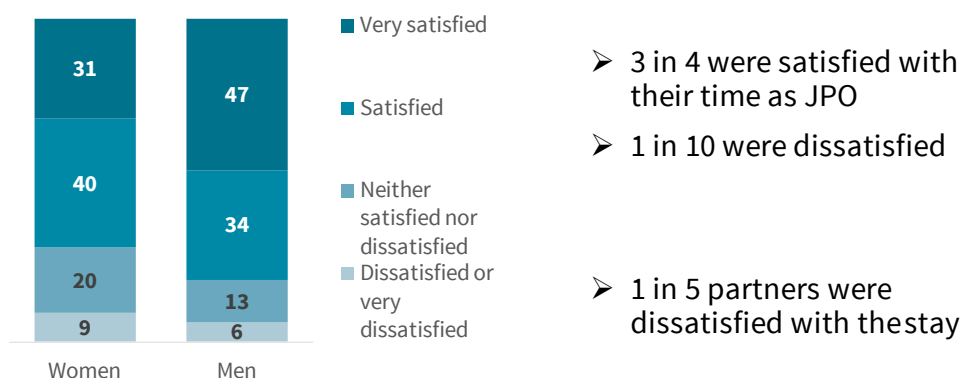 31
40
20
9
Women
47
34
13
6
Men
Very satisfied
Satisfied
Neither
satisfied nor
dissatisfied
Dissatisfied or
very
dissatisfied
➢ 3 in 4 were satisfied with
their time as JPO
➢ 1 in 10 were dissatisfied
➢ 1 in 5 partners were
dissatisfied with thestay